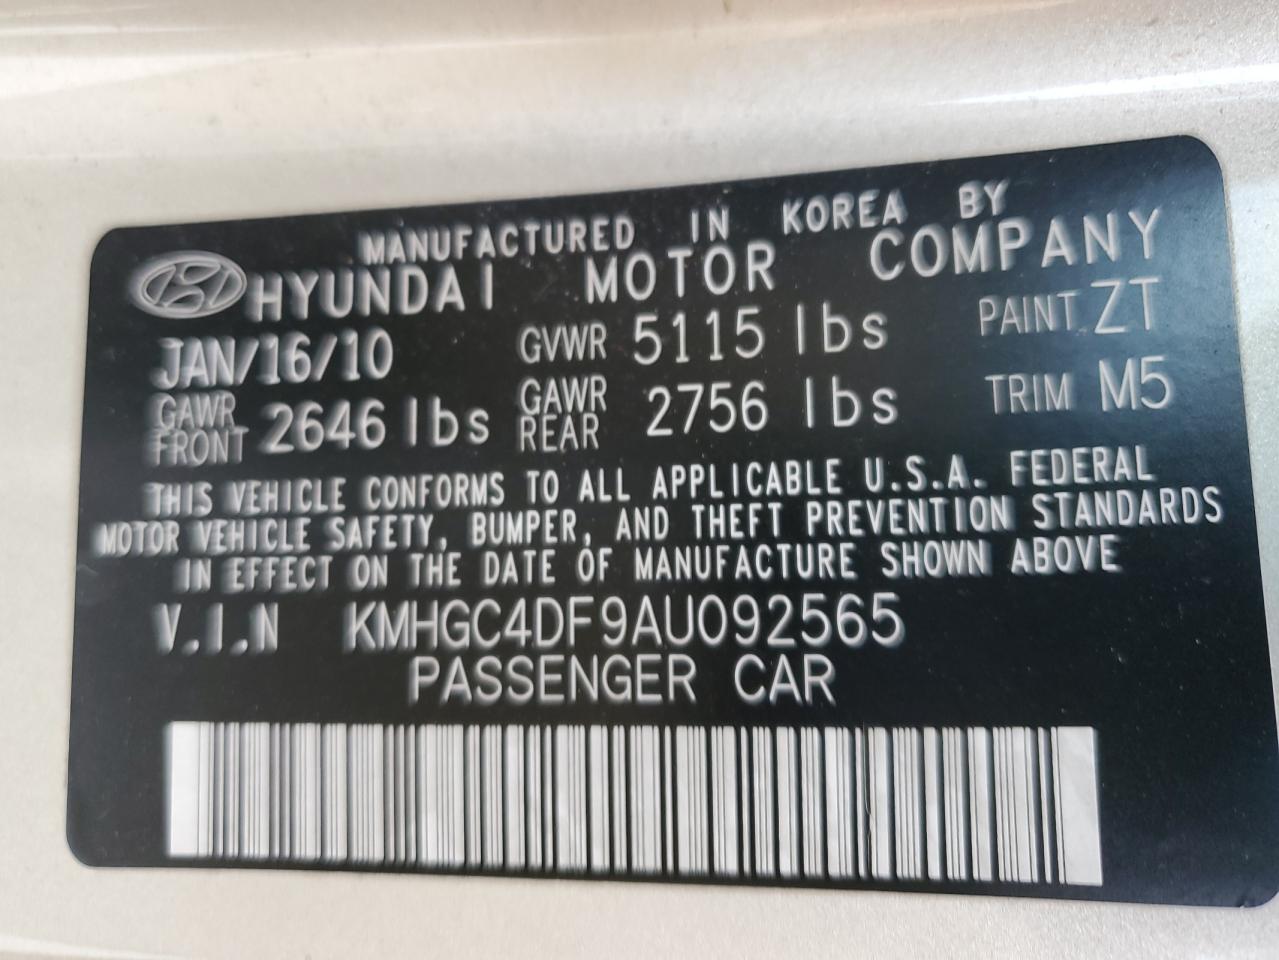 MANUFACTURED IN KOREA BY
HYUNDAI MOTOR COMPANY
JAN/16/10 GVWR 5115 lbs PAINT ZT
GAWR FRONT 2646 lbs GAWR REAR 2756 lbs TRIM M5
THIS VEHICLE CONFORMS TO ALL APPLICABLE U.S.A. FEDERAL
MOTOR VEHICLE SAFETY, BUMPER, AND THEFT PREVENTION STANDARDS
IN EFFECT ON THE DATE OF MANUFACTURE SHOWN ABOVE
V.I.N KMHGC4DF9AU092565
PASSENGER CAR